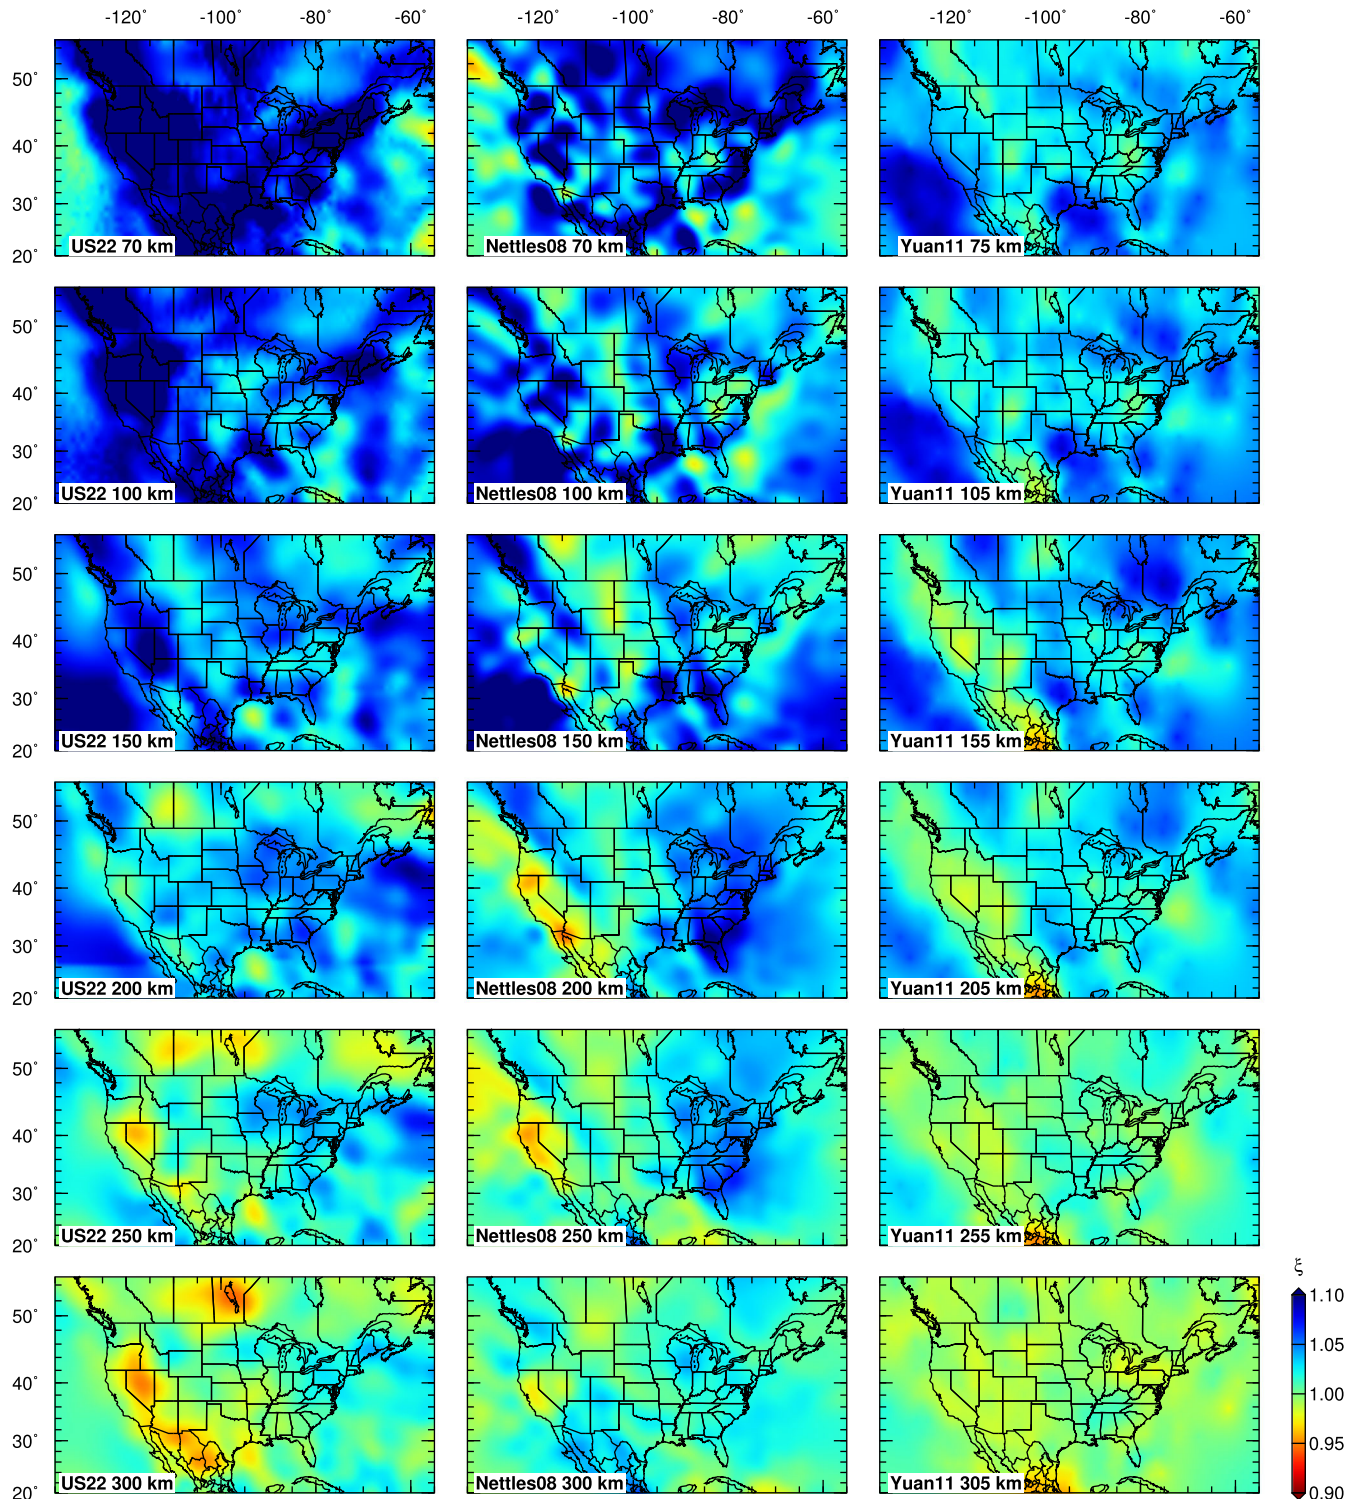 -120° -100° -80° -60° -120° -100° -80° -60° -120° -100° -80° -60°
50°
40°
30°
20°
US22 70 km
Nettles08 70 km
Yuan11 75 km
50°
40°
30°
20°
US22 100 km
Nettles08 100 km
Yuan11 105 km
50°
40°
30°
20°
US22 150 km
Nettles08 150 km
Yuan11 155 km
50°
40°
30°
20°
US22 200 km
Nettles08 200 km
Yuan11 205 km
50°
40°
30°
20°
US22 250 km
Nettles08 250 km
Yuan11 255 km
50°
40°
30°
20°
US22 300 km
Nettles08 300 km
Yuan11 305 km
ξ
1.10
1.05
1.00
0.95
0.90